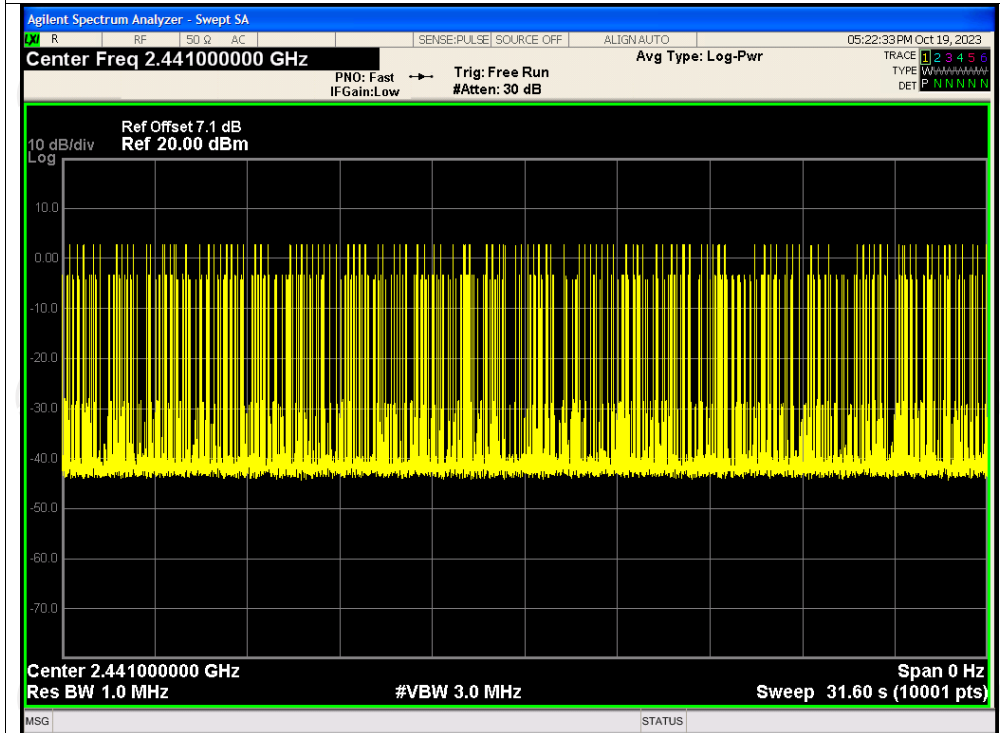 Agilent Spectrum Analyzer - Swept SA
LXI R RF 50 Ω AC SENSE:PULSE SOURCE OFF ALIGN AUTO 05:22:33 PM Oct 19, 2023
Center Freq 2.441000000 GHz Avg Type: Log-Pwr TRACE 1 2 3 4 5 6
PNO: Fast Trig: Free Run TYPE WWWWWW
IFGain:Low #Atten: 30 dB DET P N N N N N
Ref Offset 7.1 dB
10 dB/div Ref 20.00 dBm
Log
10.0
0.00
-10.0
-20.0
-30.0
-40.0
-50.0
-60.0
-70.0
Center 2.441000000 GHz Span 0 Hz
Res BW 1.0 MHz #VBW 3.0 MHz Sweep 31.60 s (10001 pts)
MSG STATUS